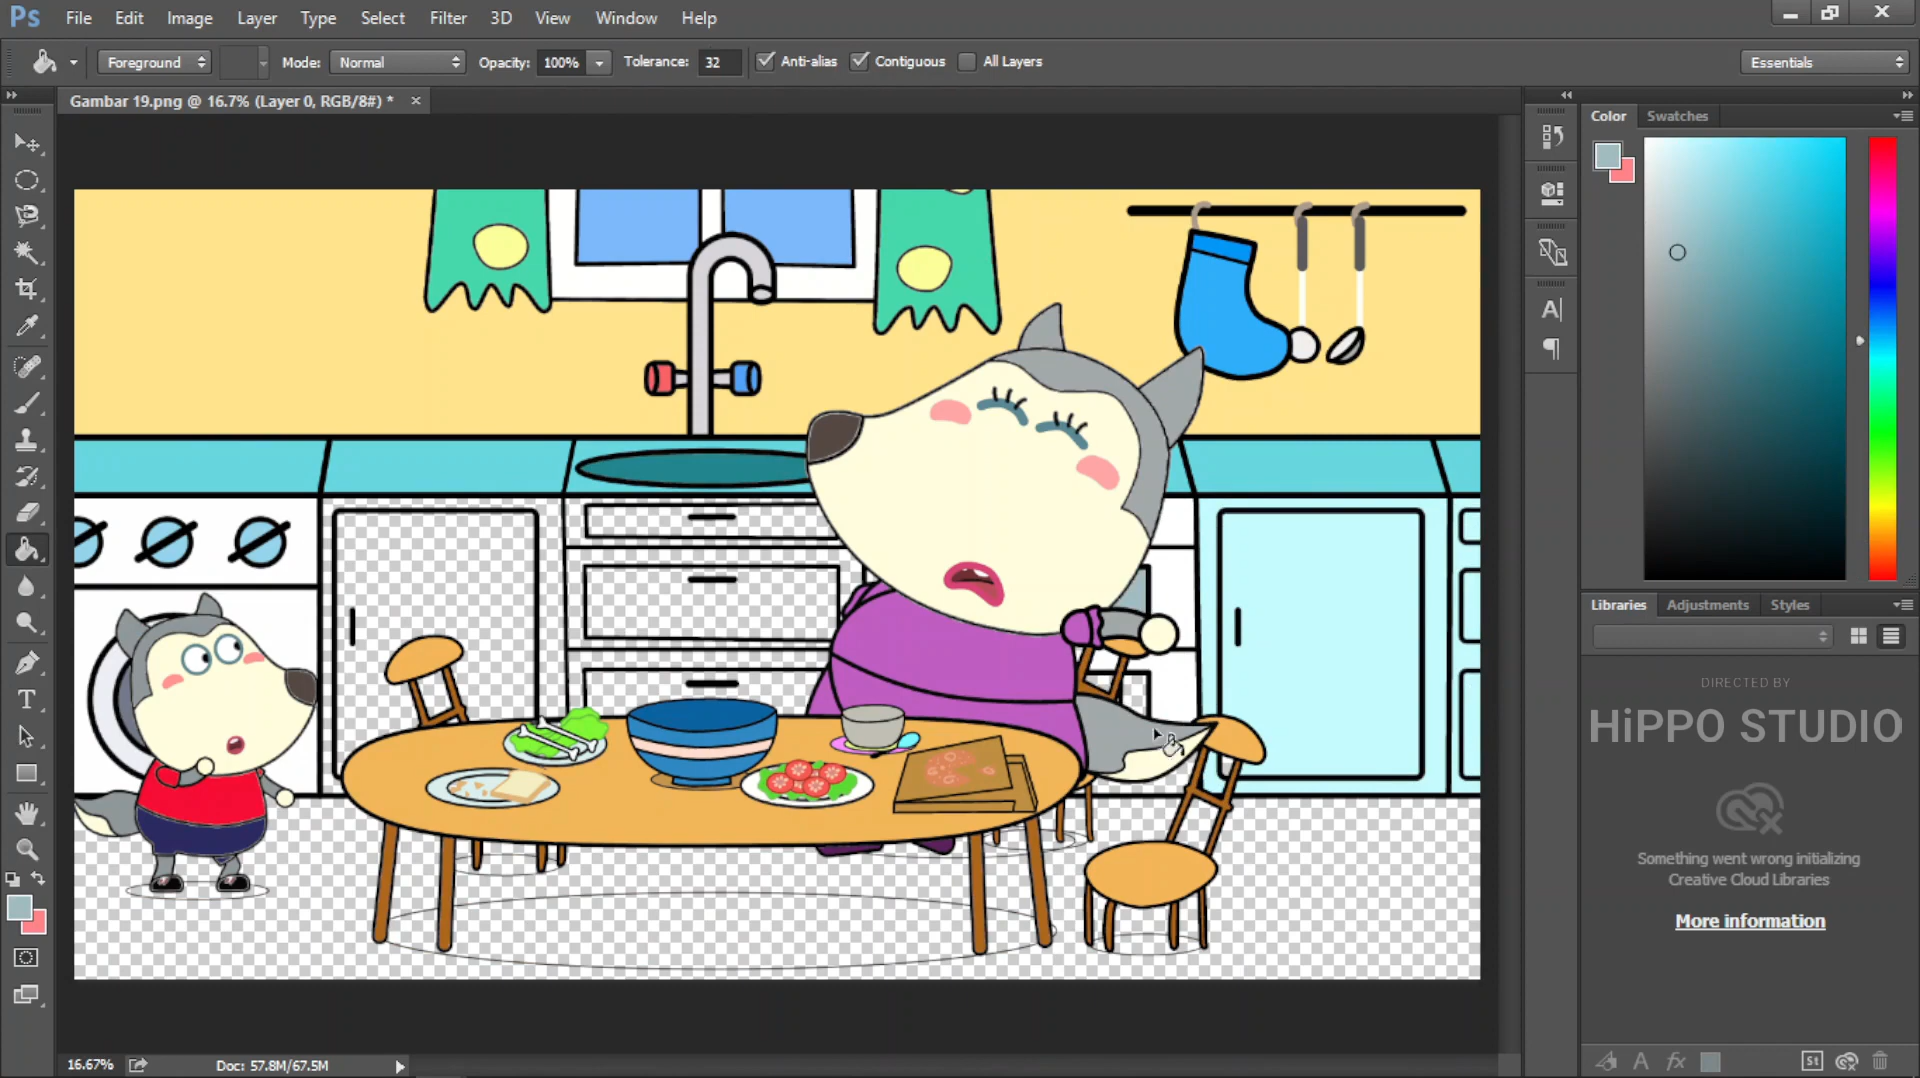 Ps File Edit Image Layer Type Select Filter 3D View Window Help
Foreground Mode: Normal Opacity: 100% Tolerance: 32 Anti-alias Contiguous All Layers Essentials
Gambar 19.png @ 16.7% (Layer 0, RGB/8#) * ×
Color Swatches
Libraries Adjustments Styles
DIRECTED BY
HiPPO STUDIO
Something went wrong initializing
Creative Cloud Libraries
More information
16.67% Doc: 57.8M/67.5M
St